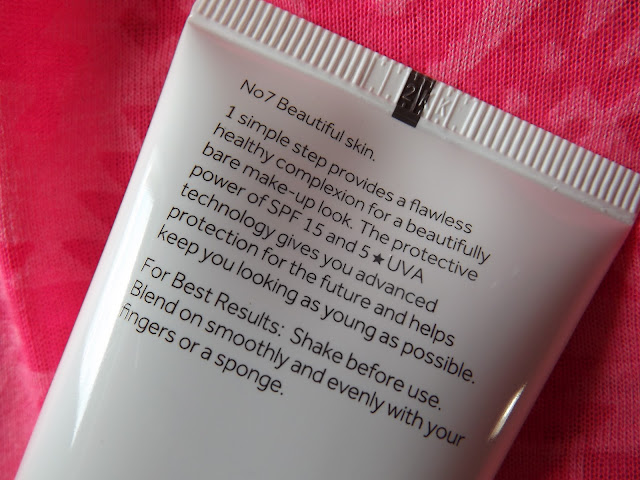 No7 Beautiful skin.
1 simple step provides a flawless
healthy complexion for a beautifully
bare make-up look. The protective
power of SPF 15 and 5★UVA
technology gives you advanced
protection for the future and helps
keep you looking as young as possible.
For Best Results: Shake before use.
Blend on smoothly and evenly with your
fingers or a sponge.